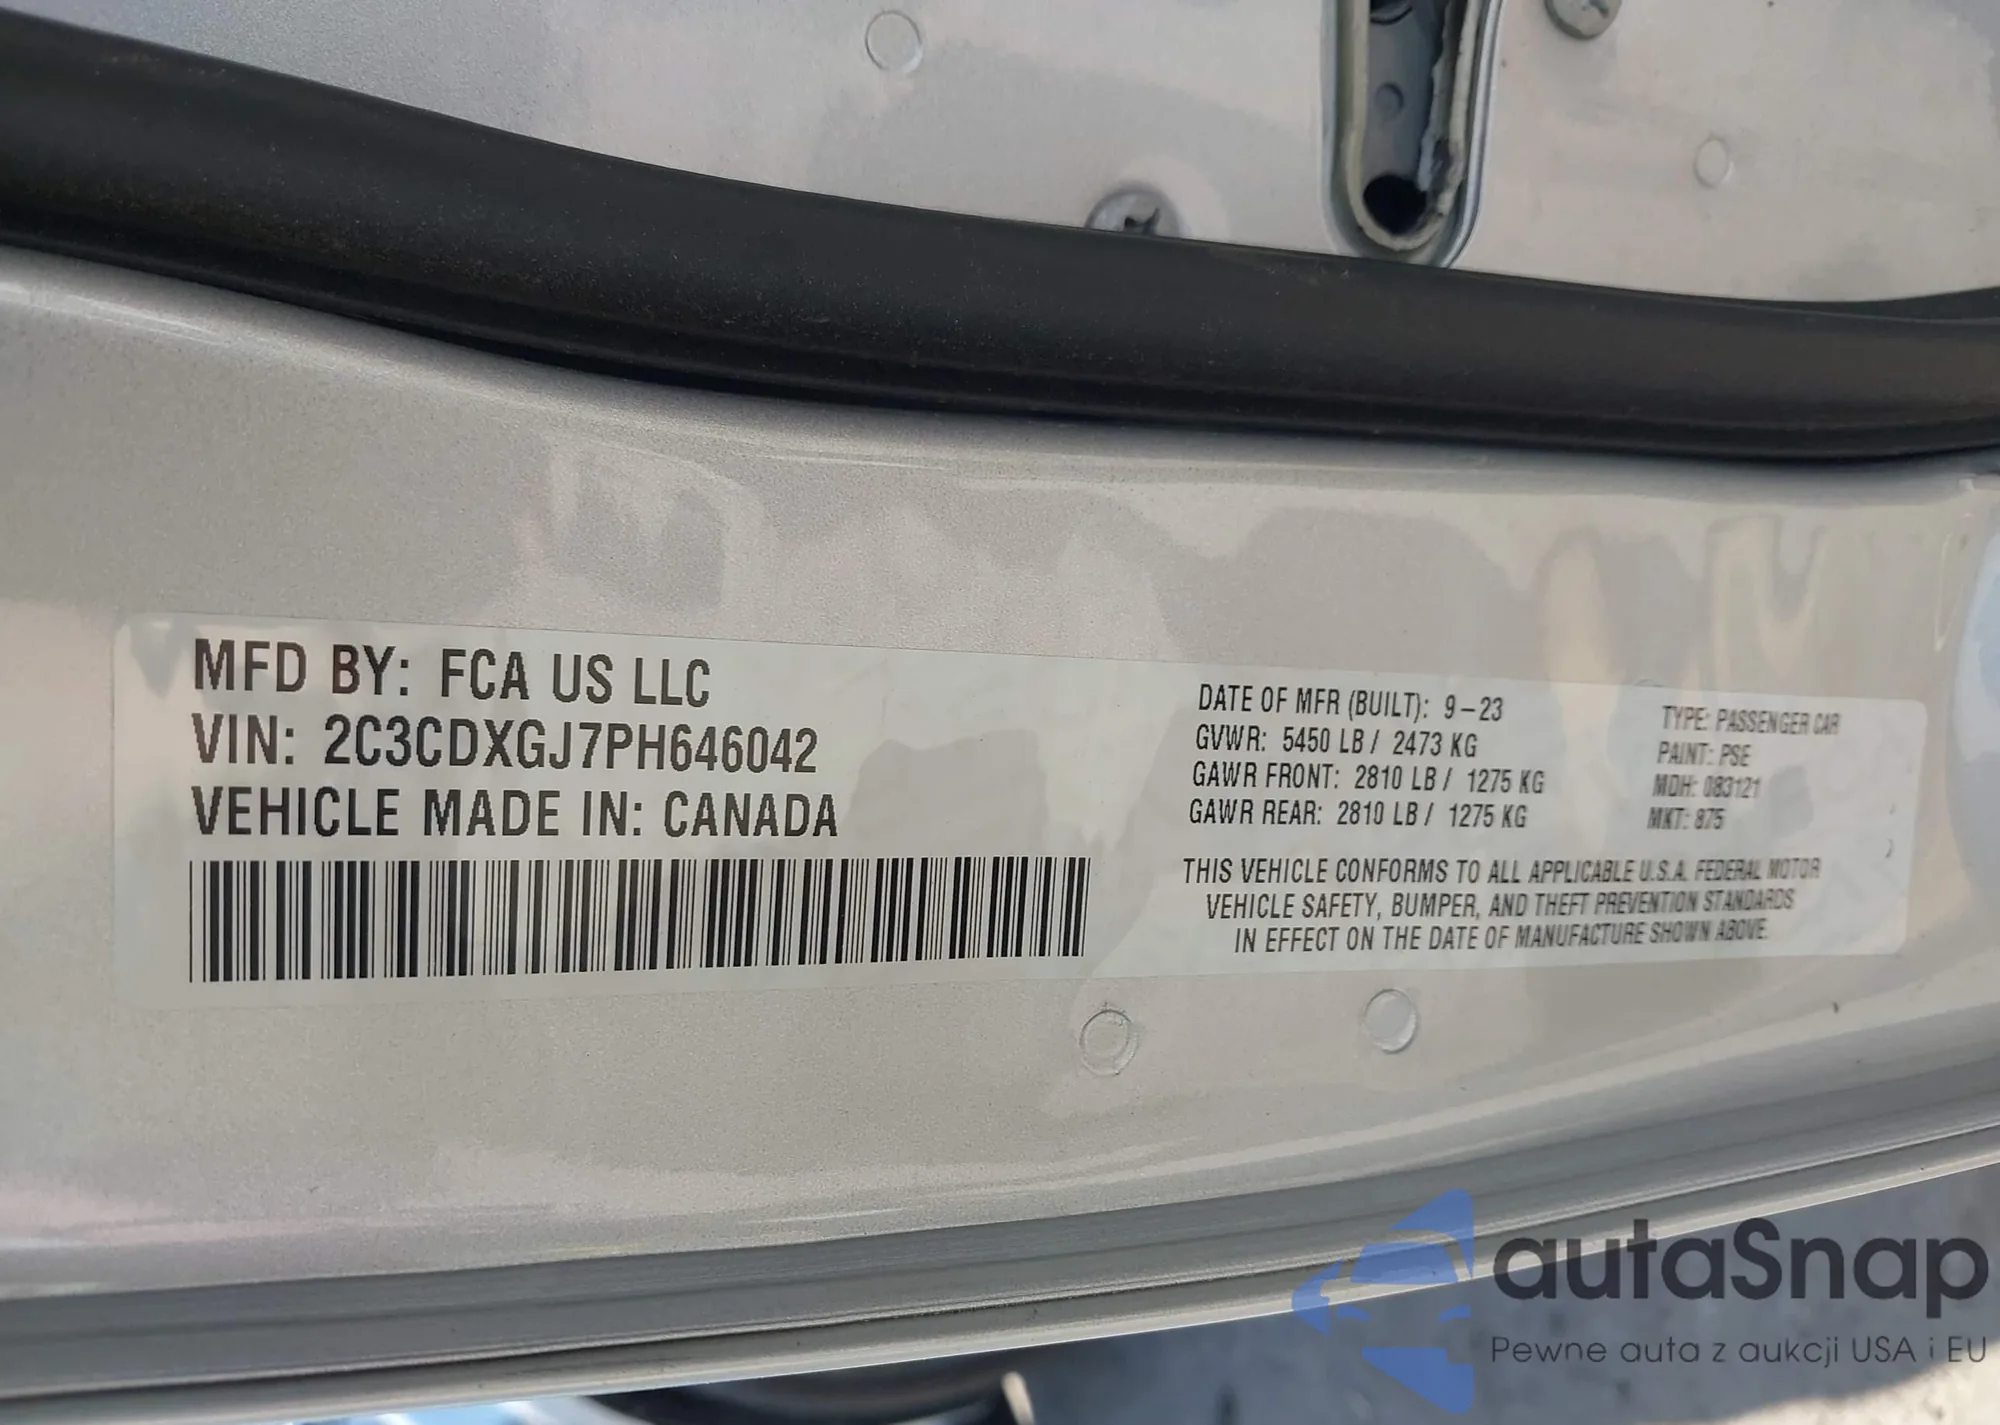 MFD BY: FCA US LLC
VIN: 2C3CDXGJ7PH646042
VEHICLE MADE IN: CANADA
DATE OF MFR (BUILT): 9-23
GVWR: 5450 LB / 2473 KG
GAWR FRONT: 2810 LB / 1275 KG
GAWR REAR: 2810 LB / 1275 KG
TYPE: PASSENGER CAR
PAINT: PSE
MDH: 083121
MKT: 875
THIS VEHICLE CONFORMS TO ALL APPLICABLE U.S.A. FEDERAL MOTOR
VEHICLE SAFETY, BUMPER, AND THEFT PREVENTION STANDARDS
IN EFFECT ON THE DATE OF MANUFACTURE SHOWN ABOVE.
autaSnap
Pewne auta z aukcji USA i EU